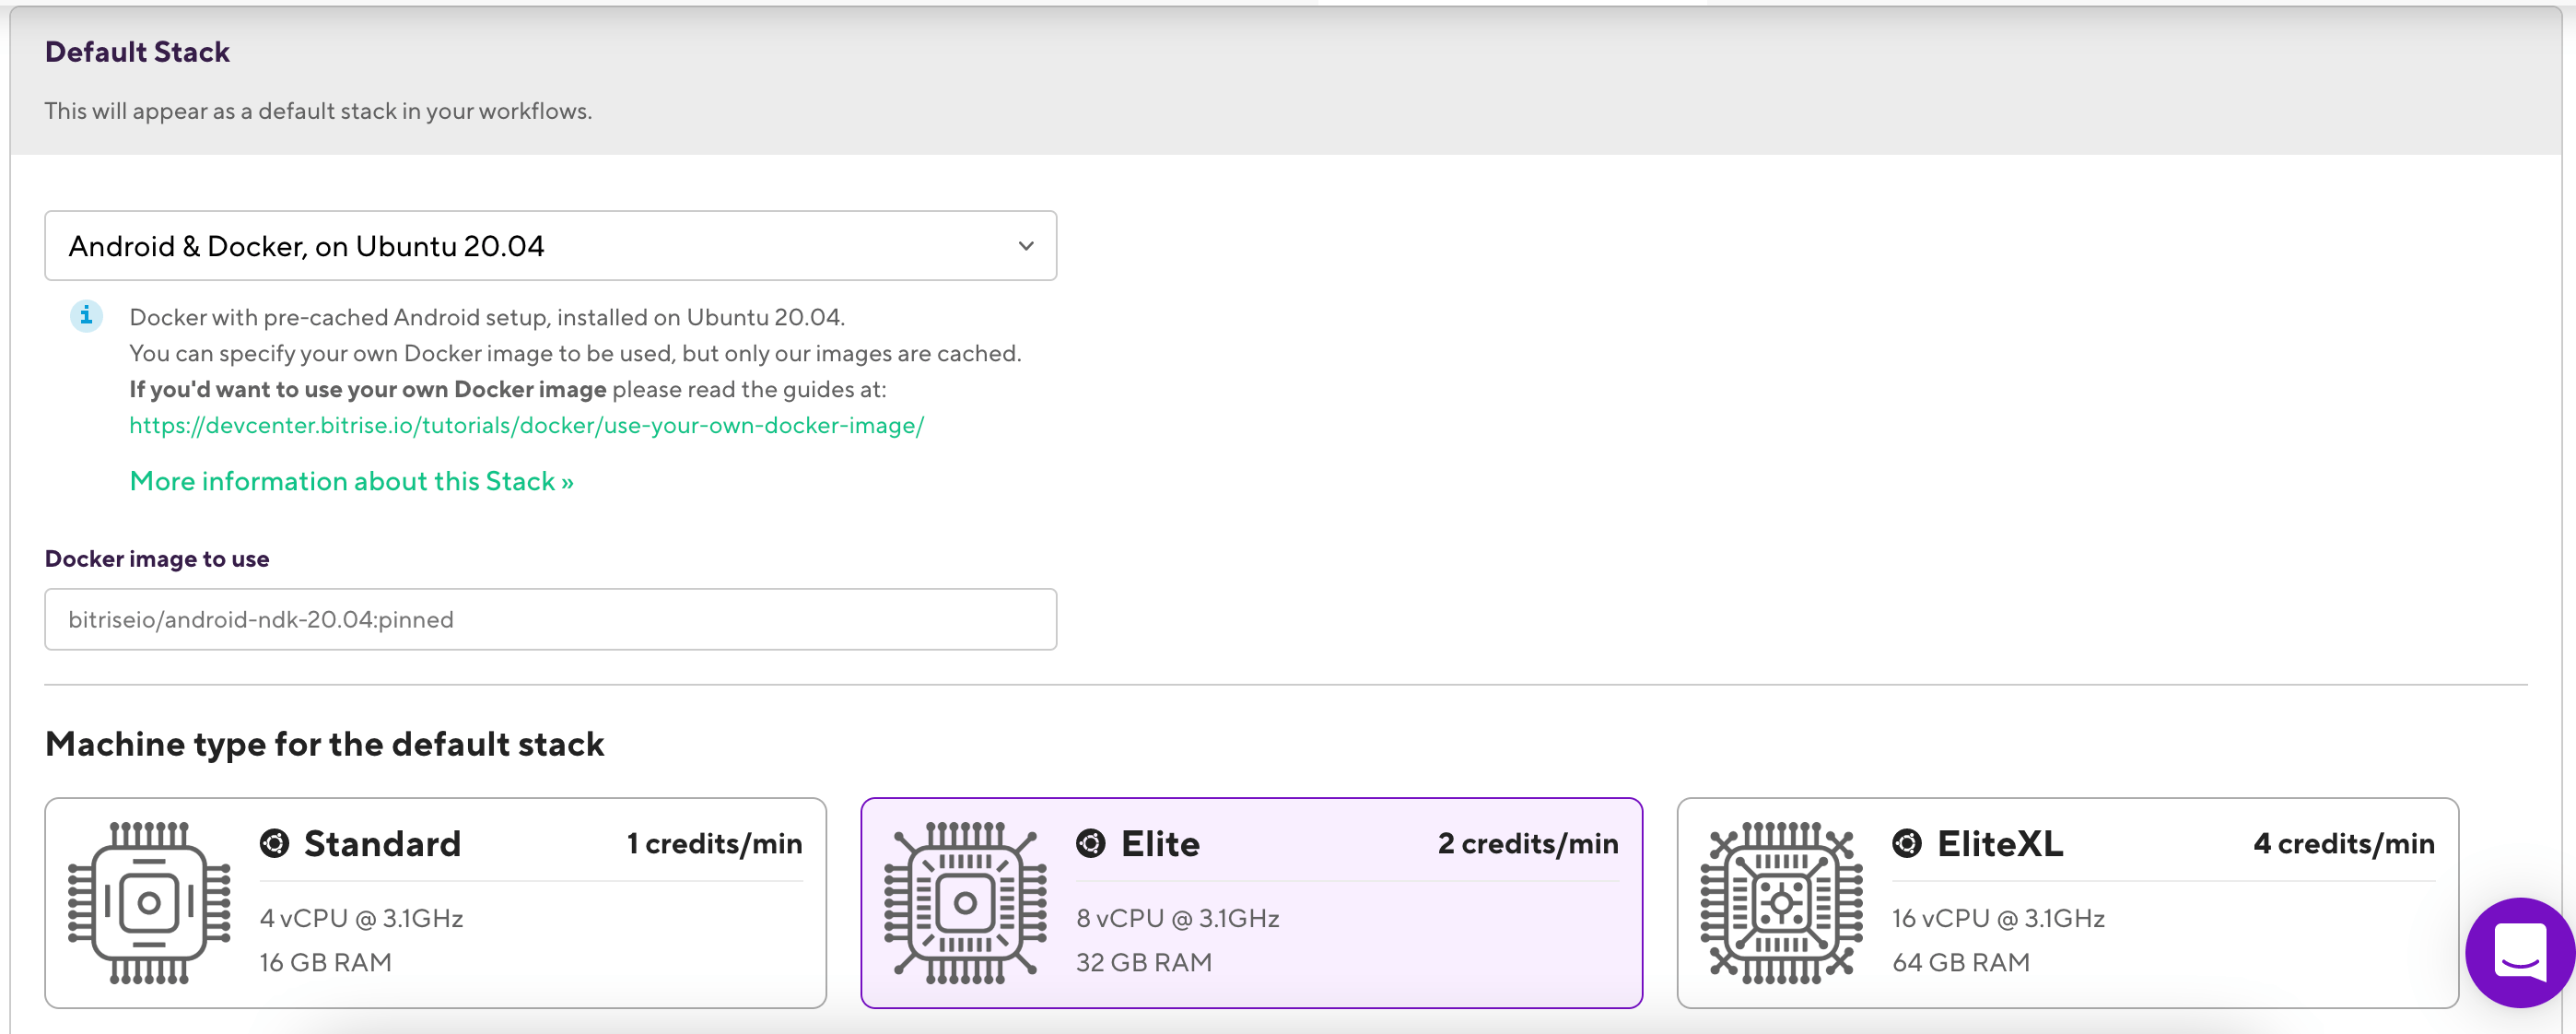 Default Stack
This will appear as a default stack in your workflows.
Android & Docker, on Ubuntu 20.04
Docker with pre-cached Android setup, installed on Ubuntu 20.04.
You can specify your own Docker image to be used, but only our images are cached.
If you'd want to use your own Docker image please read the guides at:
https://devcenter.bitrise.io/tutorials/docker/use-your-own-docker-image/
More information about this Stack »
Docker image to use
bitriseio/android-ndk-20.04:pinned
Machine type for the default stack
Standard 1 credits/min
4 vCPU @ 3.1GHz
16 GB RAM
Elite 2 credits/min
8 vCPU @ 3.1GHz
32 GB RAM
EliteXL 4 credits/min
16 vCPU @ 3.1GHz
64 GB RAM